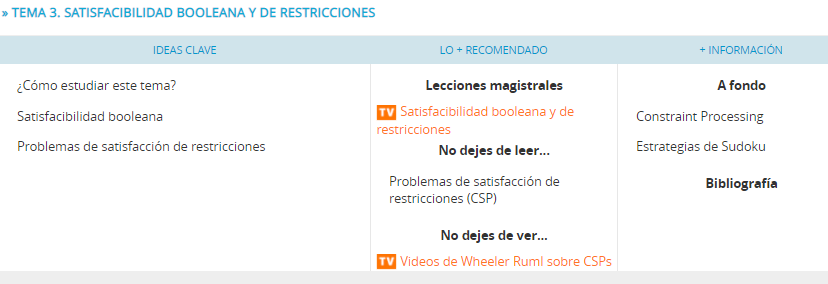 » TEMA 3. SATISFACIBILIDAD BOOLEANA Y DE RESTRICCIONES
IDEAS CLAVE
¿Cómo estudiar este tema?
Satisfacibilidad booleana
Problemas de satisfacción de restricciones
LO + RECOMENDADO
Lecciones magistrales
TV Satisfacibilidad booleana y de
restricciones
No dejes de leer...
Problemas de satisfacción de
restricciones (CSP)
No dejes de ver...
TV Videos de Wheeler Ruml sobre CSPs
+ INFORMACIÓN
A fondo
Constraint Processing
Estrategias de Sudoku
Bibliografía